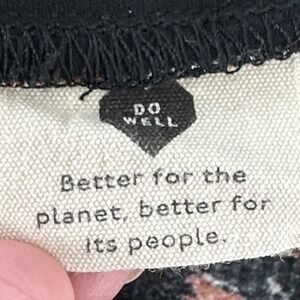 DO
WELL
Better for the
planet, better for
its people.